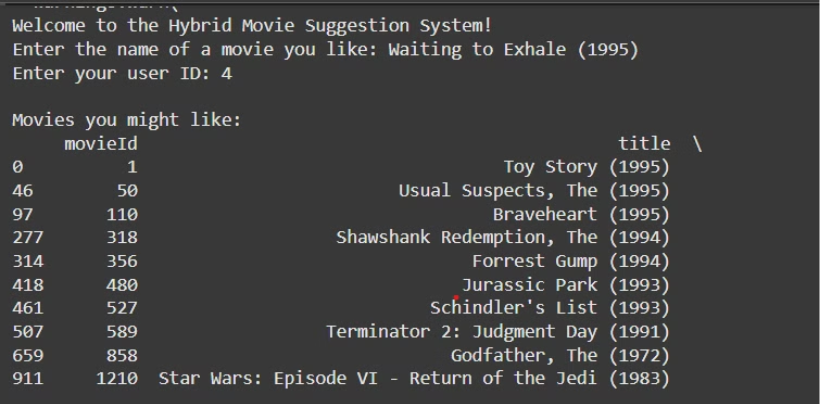 Welcome to the Hybrid Movie Suggestion System!
Enter the name of a movie you like: Waiting to Exhale (1995)
Enter your user ID: 4
Movies you might like:
movieId title \
0 1 Toy Story (1995)
46 50 Usual Suspects, The (1995)
97 110 Braveheart (1995)
277 318 Shawshank Redemption, The (1994)
314 356 Forrest Gump (1994)
418 480 Jurassic Park (1993)
461 527 Schindler's List (1993)
507 589 Terminator 2: Judgment Day (1991)
659 858 Godfather, The (1972)
911 1210 Star Wars: Episode VI - Return of the Jedi (1983)